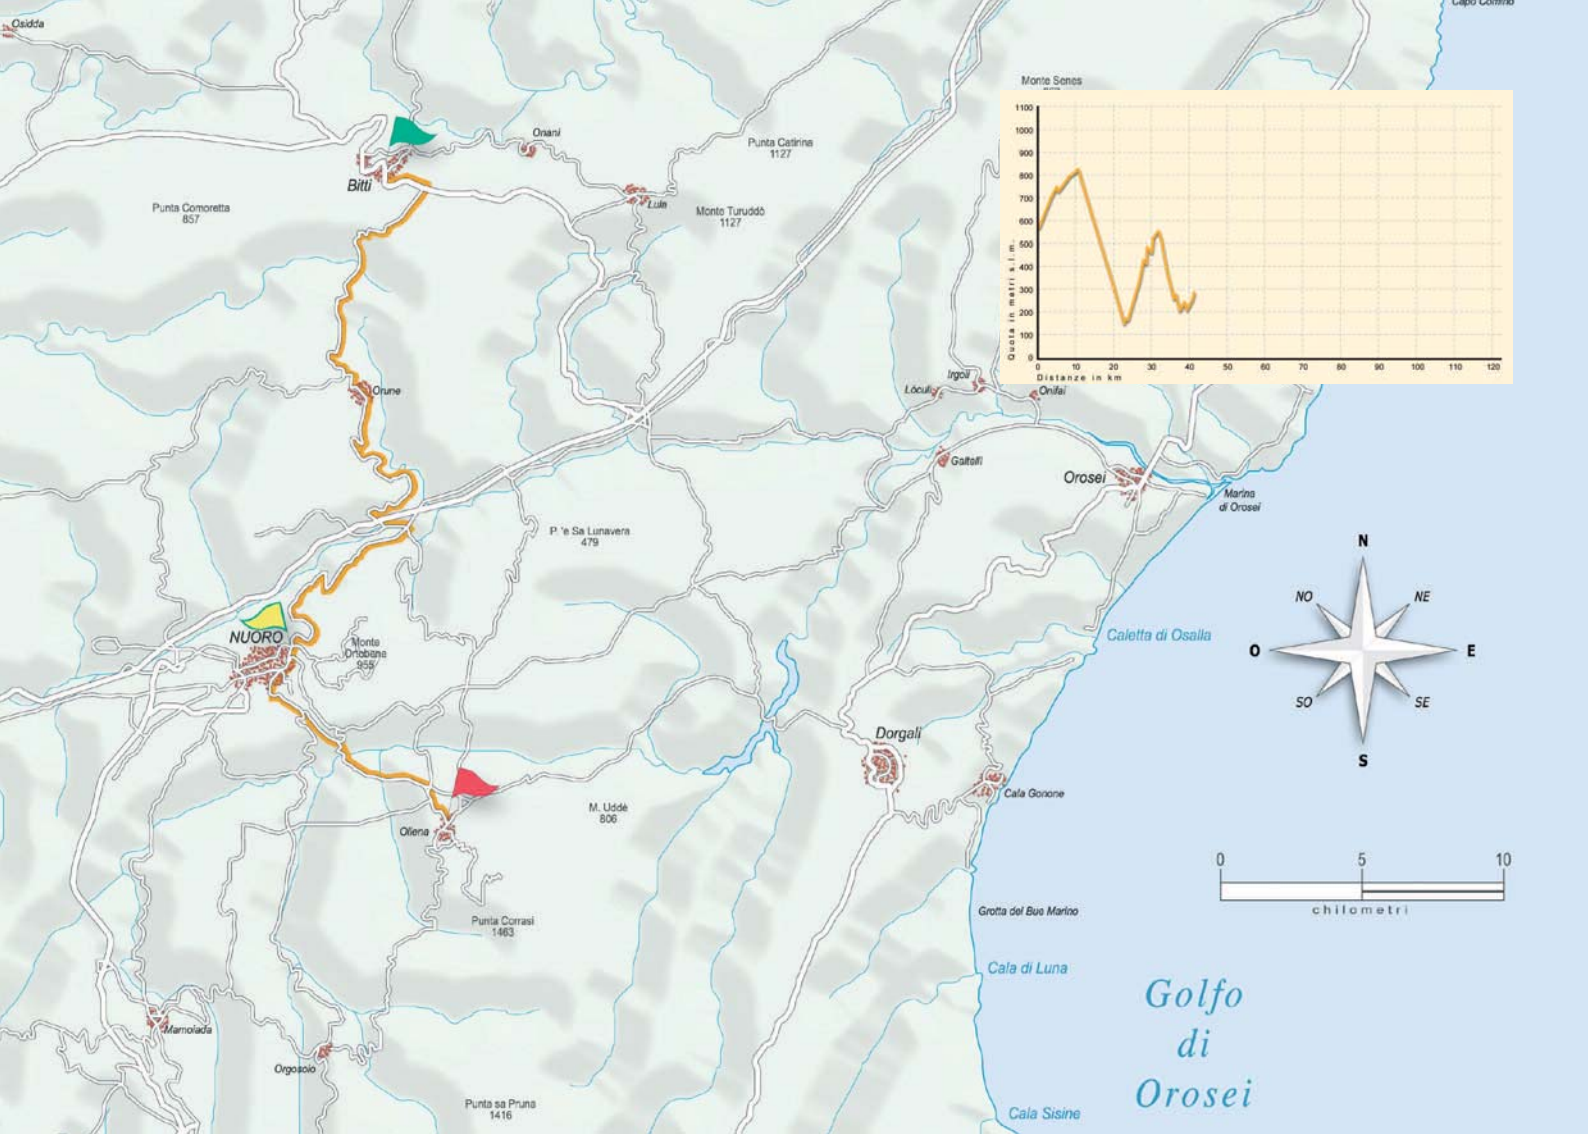 Capo Comino
Osidda
Monte Senes
Onani
Punta Catirina
1127
Bitti
Punta Comoretta
857
Lula
Monte Turuddò
1127
1100
1000
900
800
700
600
500
400
300
200
100
0
Quota in metri s.l.m.
0 10 20 30 40 50 60 70 80 90 100 110 120
Distanze in km
Orune
Irgoli
Lóculi
Onifai
Galtellì
Orosei
Marina
di Orosei
P. 'e Sa Lunavera
479
N
NO
NE
O
E
SO
SE
S
NUORO
Monte
Ortobene
955
Caletta di Osalla
Dorgali
Cala Gonone
M. Uddè
806
Oliena
0 5 10
chilometri
Punta Corrasi
1463
Grotta del Bue Marino
Cala di Luna
Golfo
di
Orosei
Mamoiada
Orgosolo
Punta sa Pruna
1416
Cala Sisine